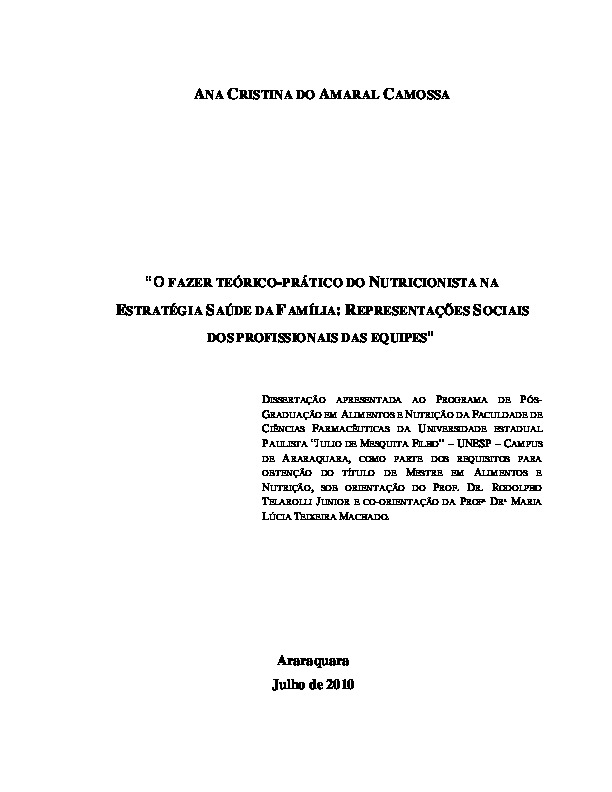 ANA CRISTINA DO AMARAL CAMOSSA
"O FAZER TEÓRICO-PRÁTICO DO NUTRICIONISTA NA
ESTRATÉGIA SAÚDE DA FAMÍLIA: REPRESENTAÇÕES SOCIAIS
DOS PROFISSIONAIS DAS EQUIPES"
DISSERTAÇÃO APRESENTADA AO PROGRAMA DE PÓS-
GRADUAÇÃO EM ALIMENTOS E NUTRIÇÃO DA FACULDADE DE
CIÊNCIAS FARMACÊUTICAS DA UNIVERSIDADE ESTADUAL
PAULISTA "JULIO DE MESQUITA FILHO" – UNESP – CAMPUS
DE ARARAQUARA, COMO PARTE DOS REQUISITOS PARA
OBTENÇÃO DO TÍTULO DE MESTRE EM ALIMENTOS E
NUTRIÇÃO, SOB ORIENTAÇÃO DO PROF. DR. RODOLPHO
TELAROLLI JUNIOR E CO-ORIENTAÇÃO DA PROFª DRª MARIA
LÚCIA TEIXEIRA MACHADO.
Araraquara
Julho de 2010